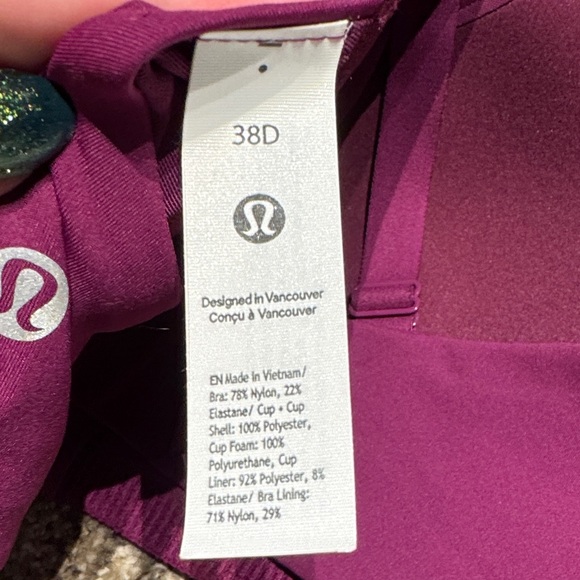 38D
Designed in Vancouver
Conçu à Vancouver
EN Made in Vietnam/
Bra: 78% Nylon, 22%
Elastane/ Cup + Cup
Shell: 100% Polyester,
Cup Foam: 100%
Polyurethane, Cup
Liner: 92% Polyester, 8%
Elastane/ Bra Lining:
71% Nylon, 29%